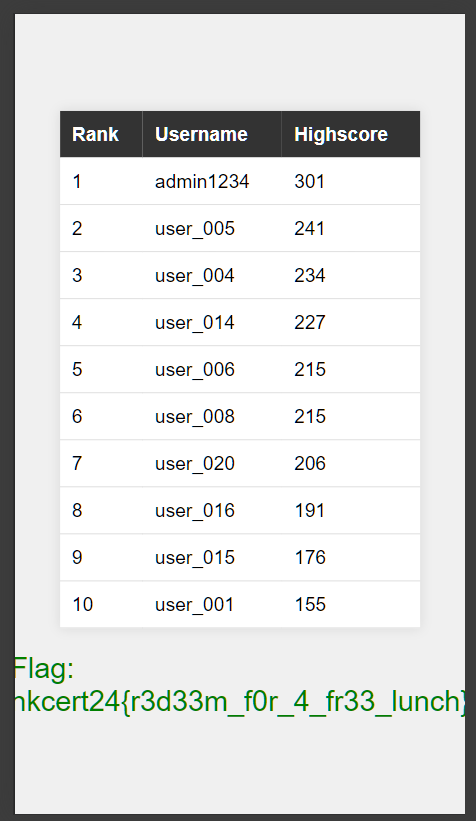 Rank Username Highscore
1 admin1234 301
2 user_005 241
3 user_004 234
4 user_014 227
5 user_006 215
6 user_008 215
7 user_020 206
8 user_016 191
9 user_015 176
10 user_001 155
Flag:
hkcert24{r3d33m_f0r_4_fr33_lunch}